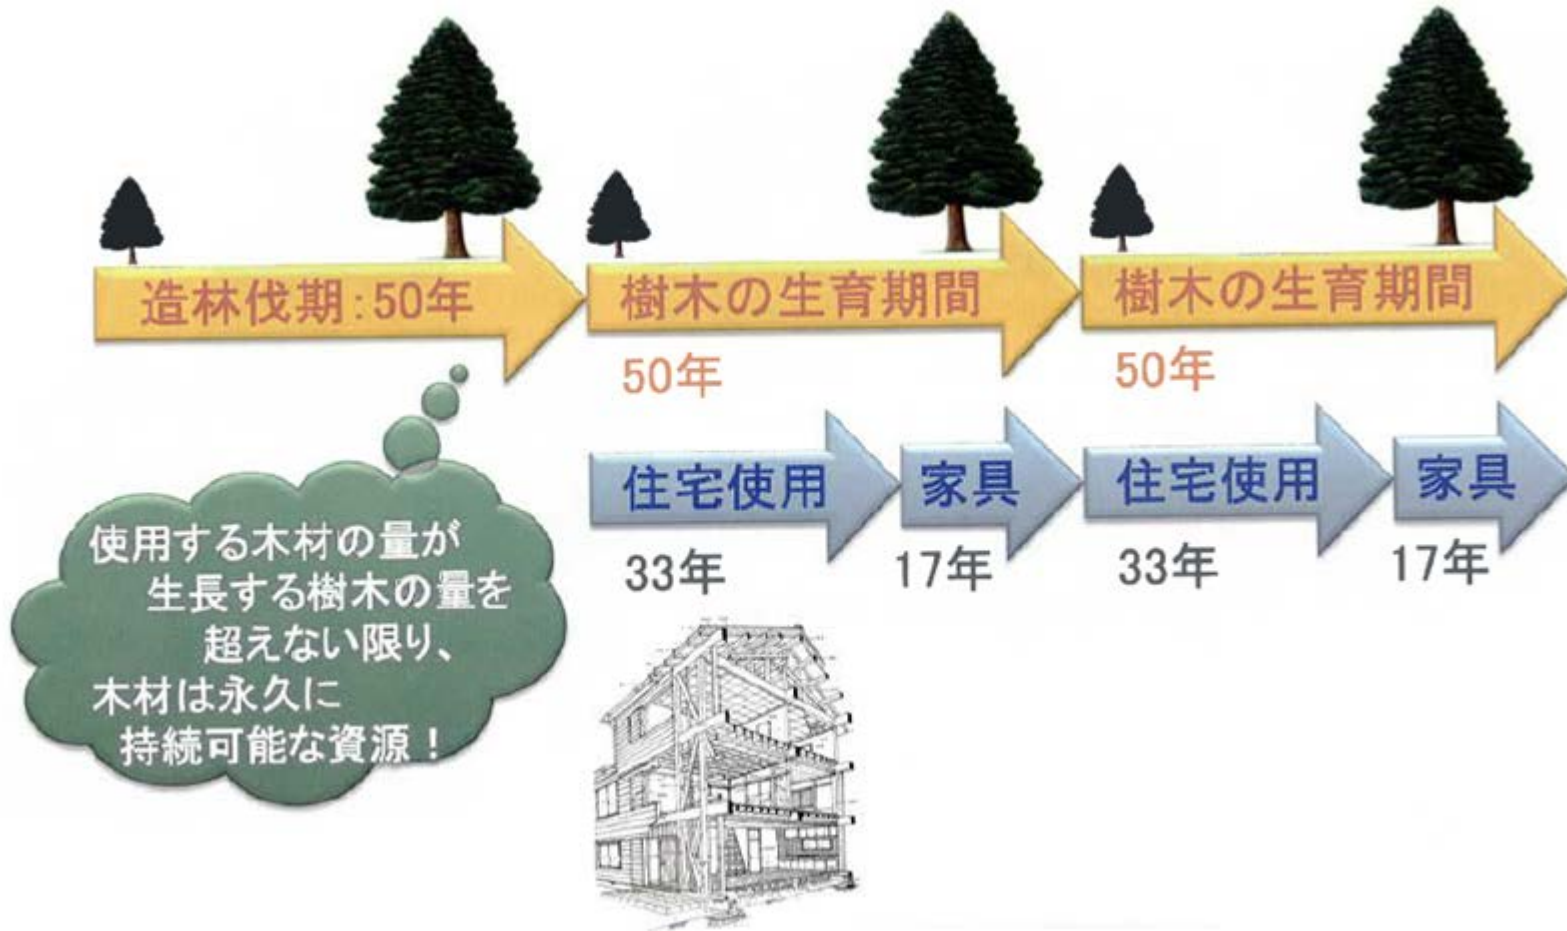 造林伐期:50年
樹木の生育期間
樹木の生育期間
50年
50年
住宅使用
家具
住宅使用
家具
33年
17年
33年
17年
使用する木材の量が
生長する樹木の量を
超えない限り、
木材は永久に
持続可能な資源!